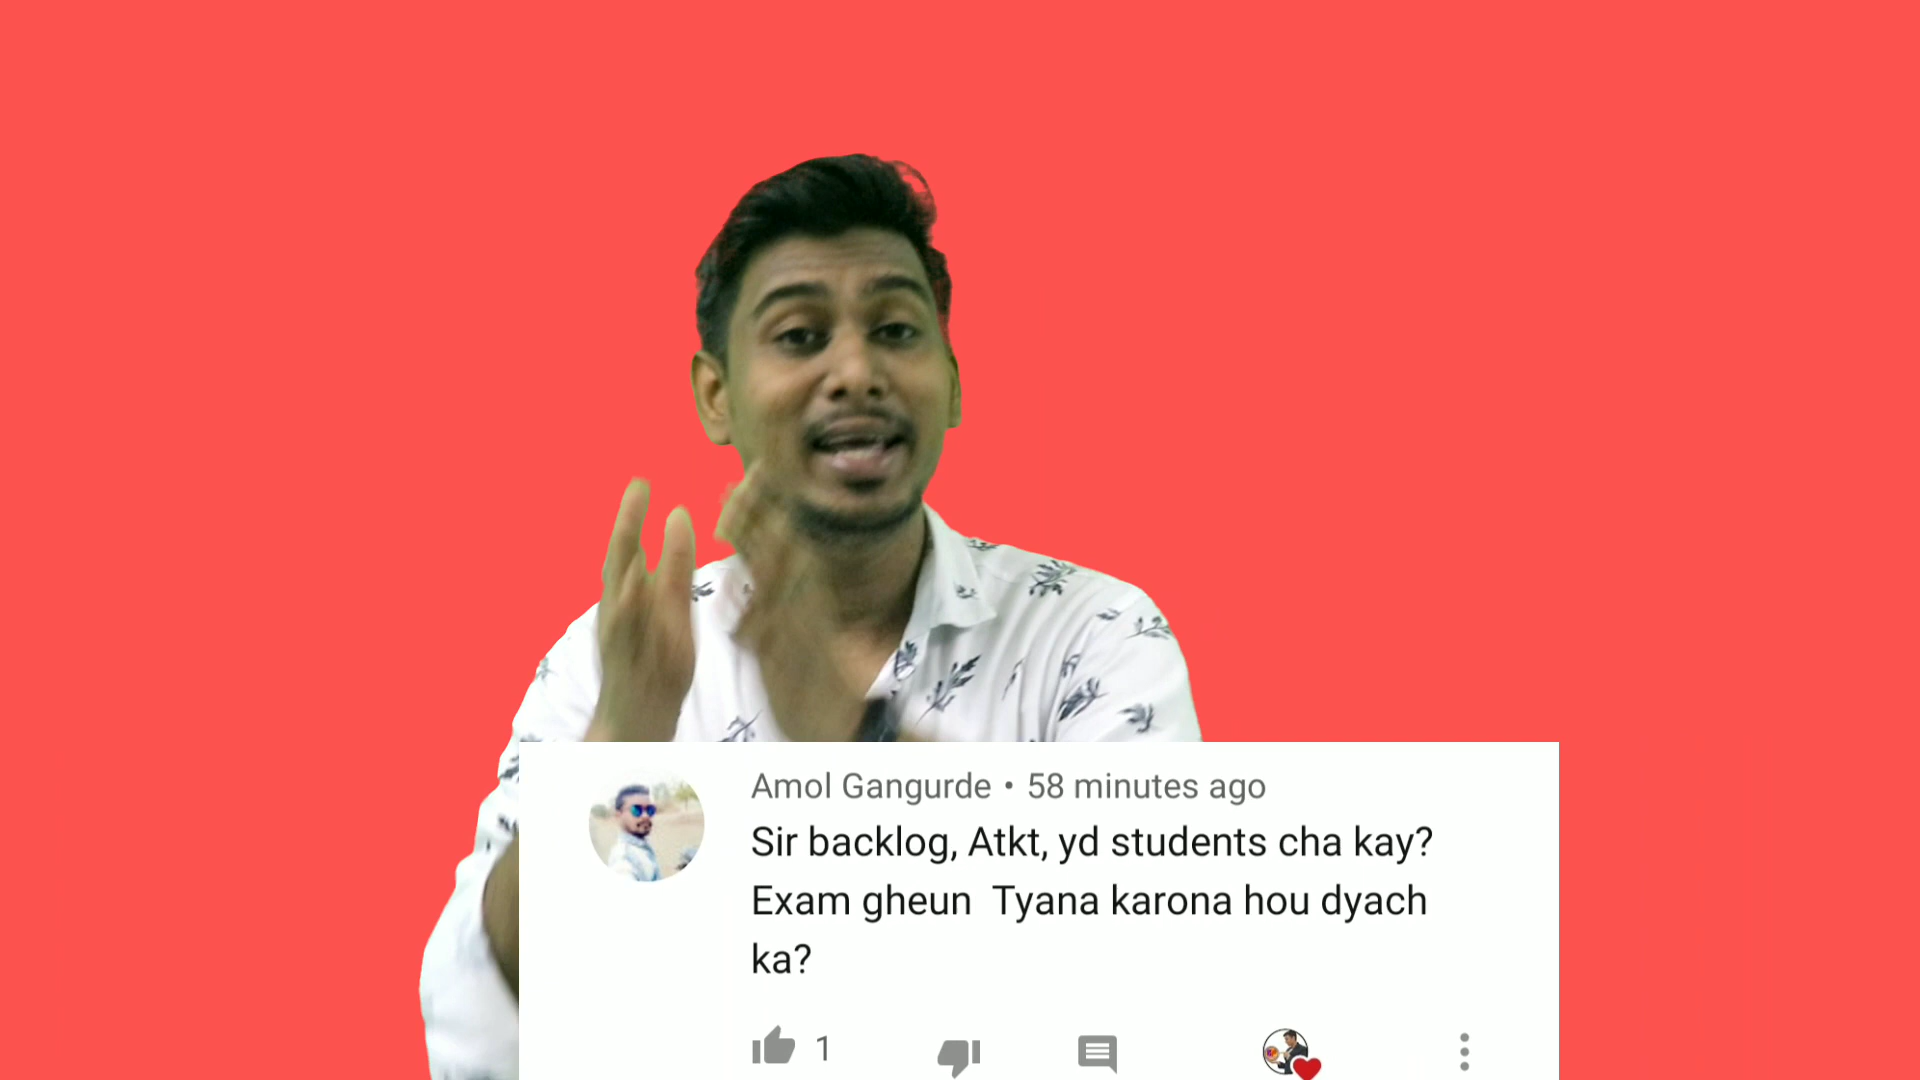 Amol Gangurde • 58 minutes ago
Sir backlog, Atkt, yd students cha kay?
Exam gheun Tyana karona hou dyach
ka?
1